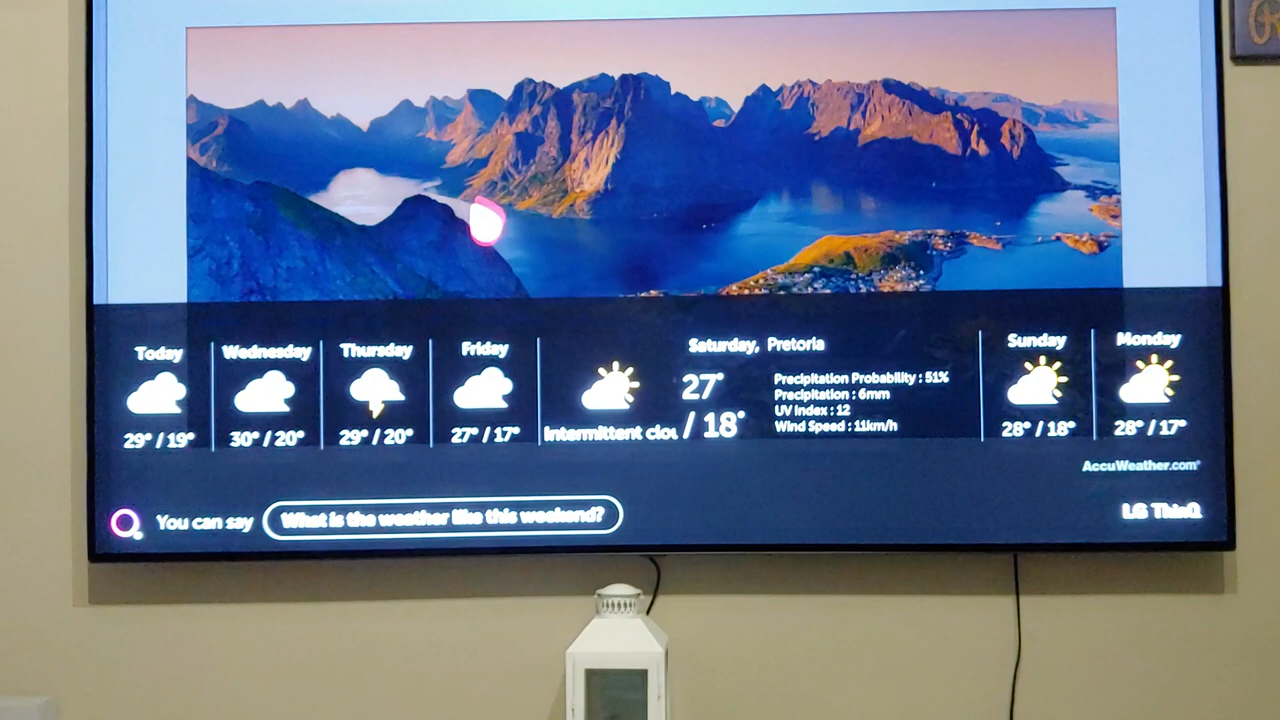 Today
29° / 19°
Wednesday
30° / 20°
Thursday
29° / 20°
Friday
27° / 17°
Saturday, Pretoria
Intermittent clou
27°
/ 18°
Precipitation Probability : 51%
Precipitation : 6mm
UV Index : 12
Wind Speed : 11km/h
Sunday
28° / 18°
Monday
28° / 17°
AccuWeather.com®
You can say
What is the weather like this weekend?
LG ThinQ